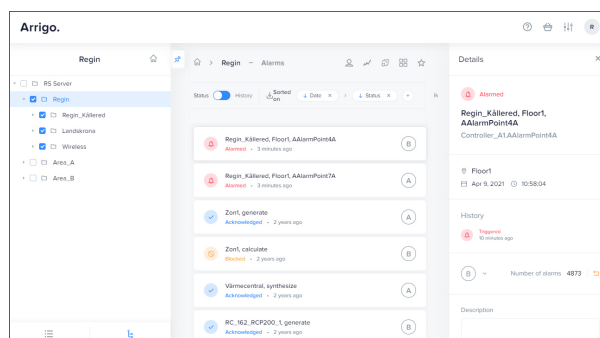 Arrigo.
R
Regin
RS Server
Regin
Regin_Kållered
Landskrona
Wireless
Area_A
Area_B
Regin – Alarms
Status History Sorted on ↓ Date × > ↓ Status × + R
Regin_Kållered, Floor1, AAlarmPoint4A
Alarmed • 3 minutes ago
B
Regin_Kållered, Floor1, AAlarmPoint7A
Alarmed • 3 minutes ago
A
Zon1, generate
Acknowledged • 2 years ago
A
Zon1, calculate
Blocked • 2 years ago
B
Värmecentral, synthesize
Acknowledged • 2 years ago
A
RC_162_RCP200_1, generate
Acknowledged • 2 years ago
B
Details ×
Alarmed
Regin_Kållered, Floor1,
AAlarmPoint4A
Controller_A1.AAlarmPoint4A
Floor1
Apr 9, 2021 10:58:04
History
Triggered
10 minutes ago
B Number of alarms 4873
Description